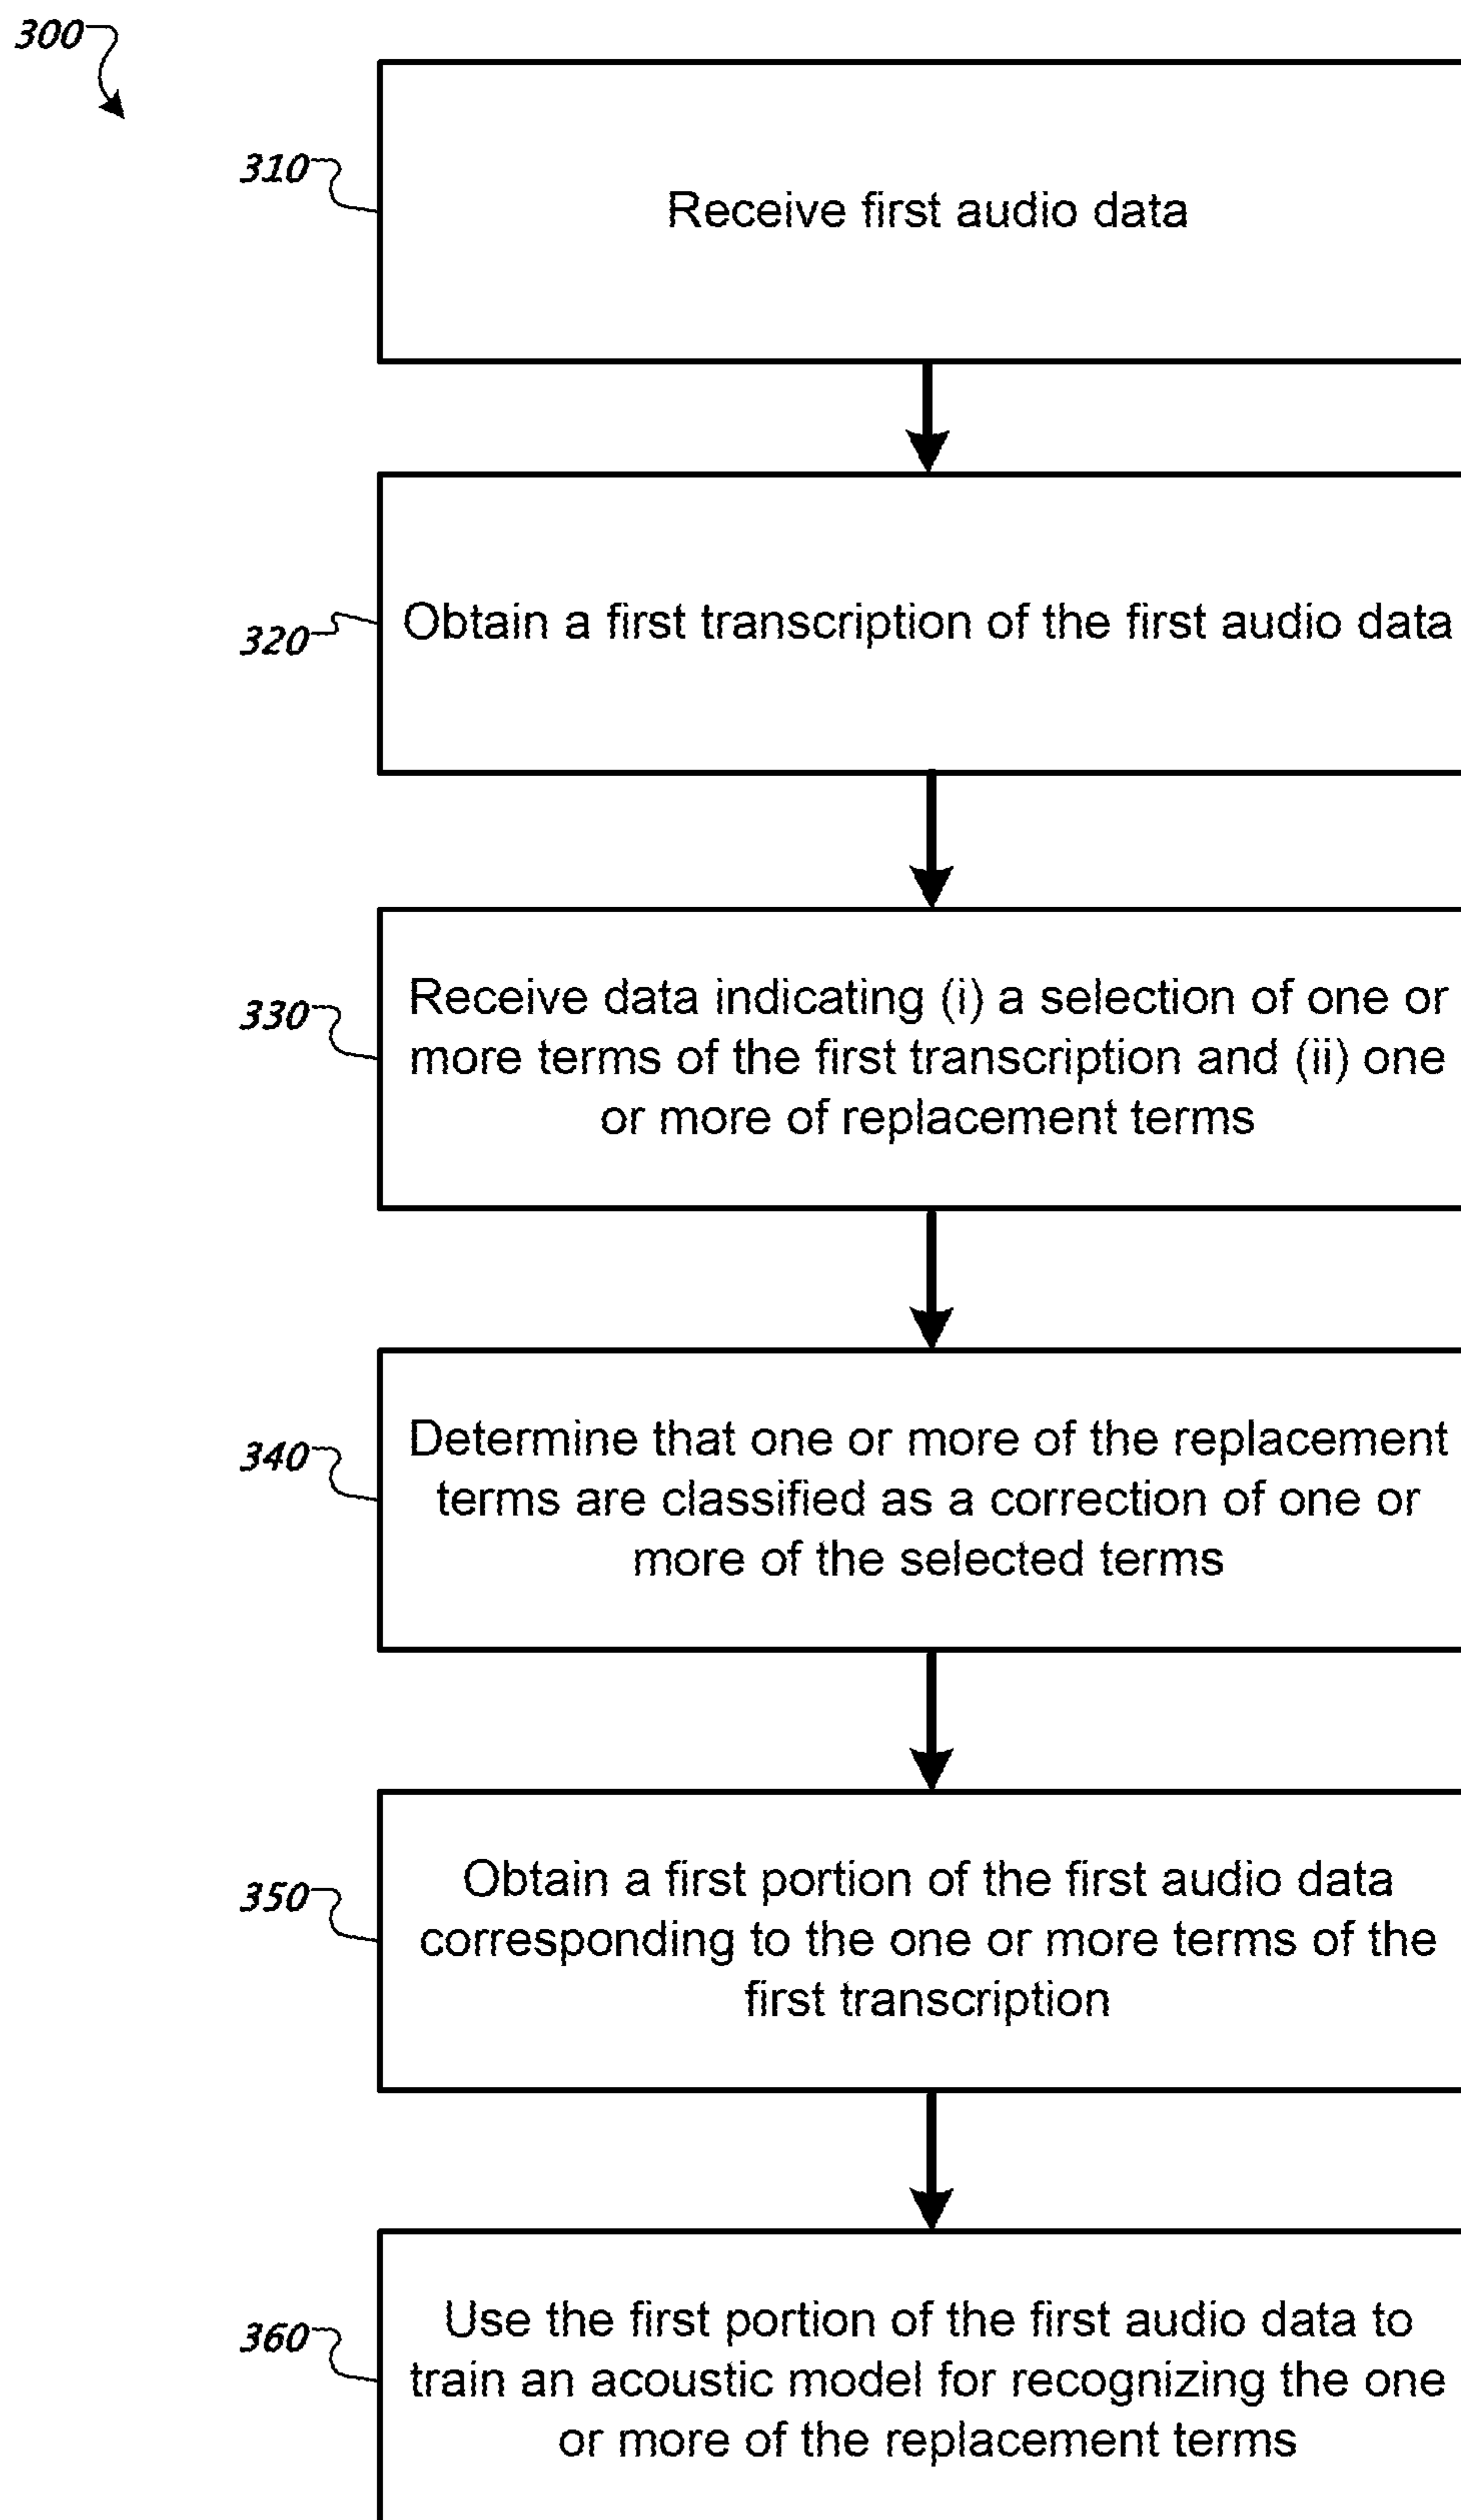 300
310
Receive first audio data
320
Obtain a first transcription of the first audio data
330
Receive data indicating (i) a selection of one or
more terms of the first transcription and (ii) one
or more of replacement terms
340
Determine that one or more of the replacement
terms are classified as a correction of one or
more of the selected terms
350
Obtain a first portion of the first audio data
corresponding to the one or more terms of the
first transcription
360
Use the first portion of the first audio data to
train an acoustic model for recognizing the one
or more of the replacement terms